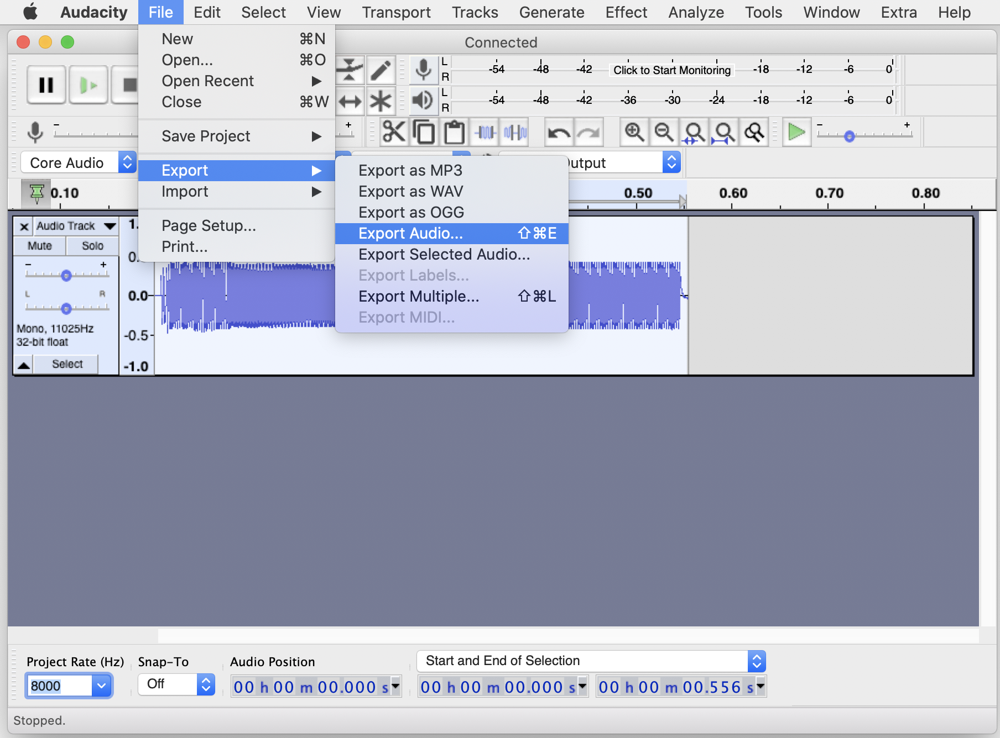 Audacity File Edit Select View Transport Tracks Generate Effect Analyze Tools Window Extra Help
Connected
New ⌘N
Open... ⌘O
Open Recent ▶
Close ⌘W
Save Project ▶
Export ▶
Import ▶
Page Setup...
Print...
Export as MP3
Export as WAV
Export as OGG
Export Audio... ⇧⌘E
Export Selected Audio...
Export Labels...
Export Multiple... ⇧⌘L
Export MIDI...
L
R
-54 -48 -42 Click to Start Monitoring -18 -12 -6 0
L
R
-54 -48 -42 -36 -30 -24 -18 -12 -6 0
- +
- +
Core Audio
utput
0.10 0.50 0.60 0.70 0.80
Audio Track
Mute Solo
- +
L R
Mono, 11025Hz
32-bit float
Select
1.
0.
0.0
-0.5
-1.0
Project Rate (Hz) Snap-To Audio Position Start and End of Selection
8000 Off 00 h 00 m 00.000 s 00 h 00 m 00.000 s 00 h 00 m 00.556 s
Stopped.